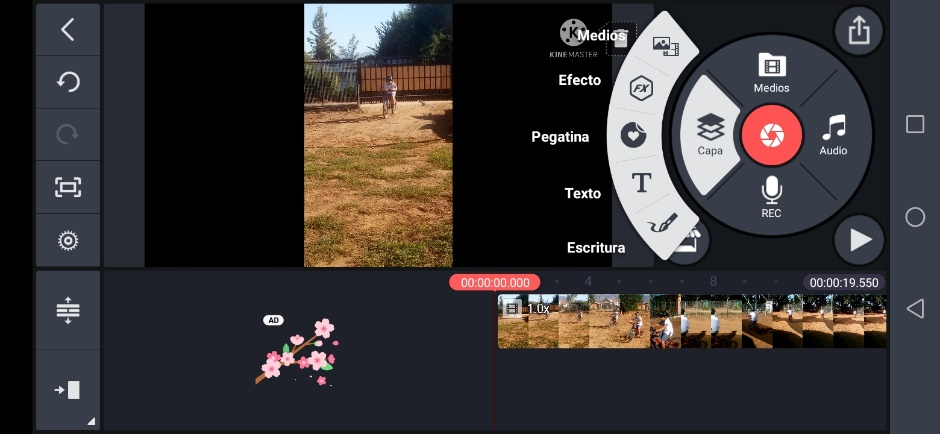 Medios
KINEMASTER
Efecto
FX
Pegatina
Texto
T
Escritura
Medios
Capa
Audio
REC
00:00:00.000
4
8
00:00:19.550
1.0x
AD